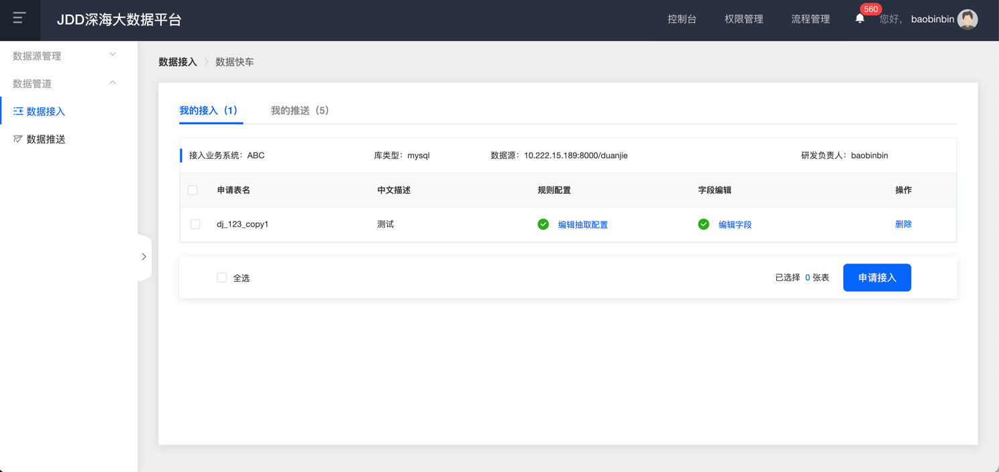 JDD深海大数据平台
控制台 权限管理 流程管理 560 您好, baobinbin
数据源管理
数据管道
数据接入
数据推送
数据接入 数据快车
我的接入（1） 我的推送（5）
接入业务系统：ABC 库类型：mysql 数据源：10.222.15.189:8000/duanjie 研发负责人：baobinbin
申请表名 中文描述 规则配置 字段编辑 操作
dj_123_copy1 测试 编辑抽取配置 编辑字段 删除
全选 已选择 0 张表 申请接入